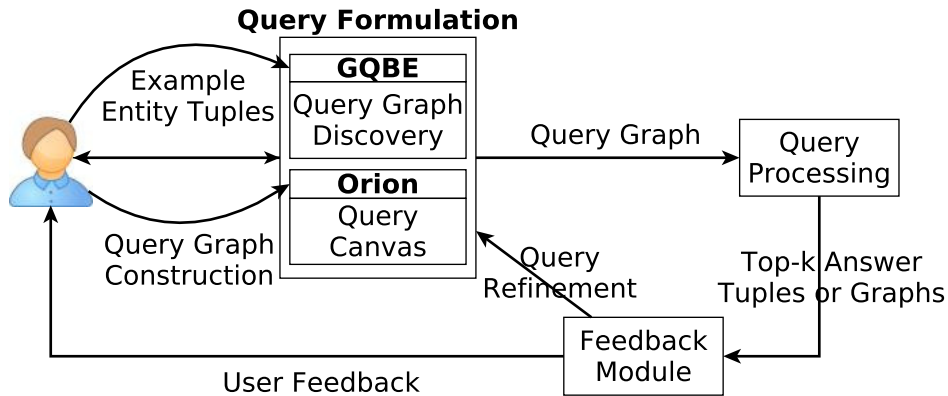 Query Formulation
Example
Entity Tuples
GQBE
Query Graph
Discovery
Orion
Query
Canvas
Query Graph
Construction
Query Graph
Query
Processing
Top-k Answer
Tuples or Graphs
Query
Refinement
Feedback
Module
User Feedback